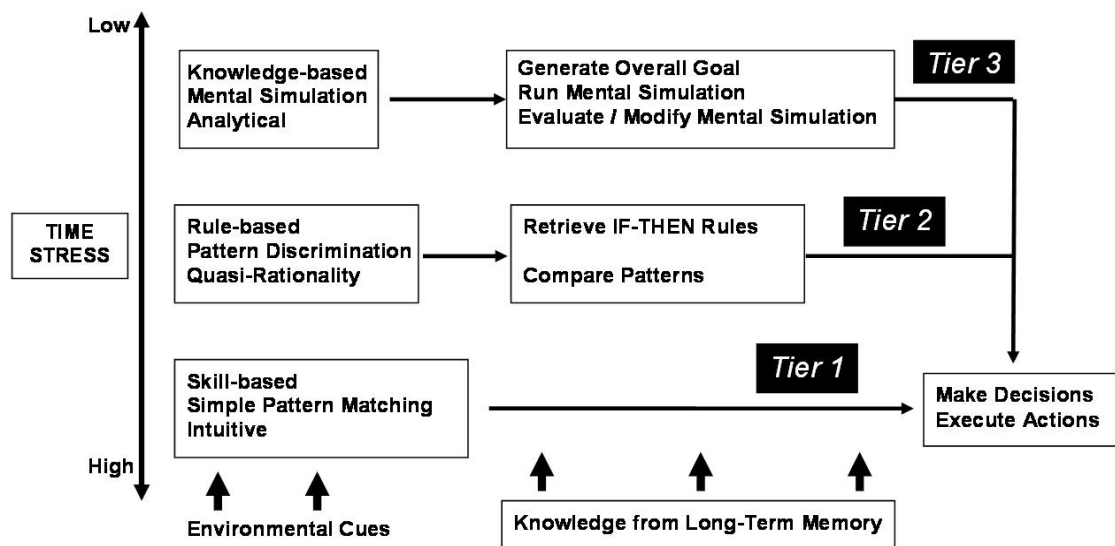 Low
Knowledge-based
Mental Simulation
Analytical
Generate Overall Goal
Run Mental Simulation
Evaluate / Modify Mental Simulation
Tier 3
TIME
STRESS
Rule-based
Pattern Discrimination
Quasi-Rationality
Retrieve IF-THEN Rules
Compare Patterns
Tier 2
Skill-based
Simple Pattern Matching
Intuitive
Tier 1
Make Decisions
Execute Actions
High
Environmental Cues
Knowledge from Long-Term Memory